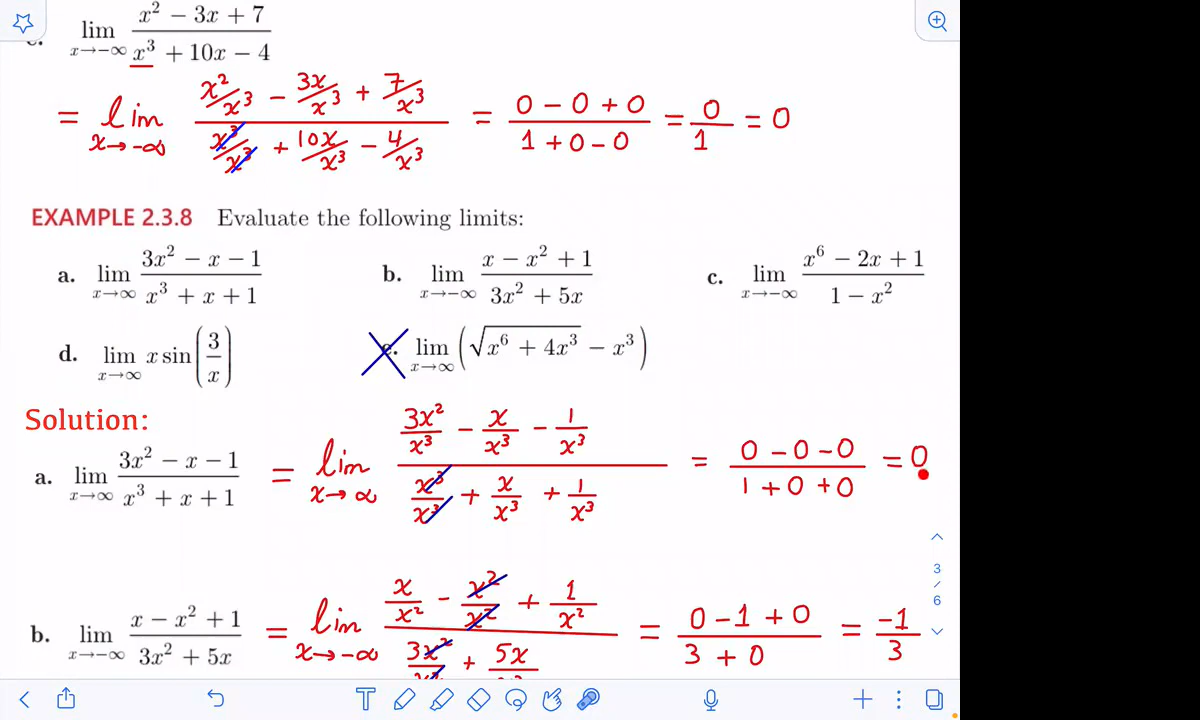 lim x→−∞ (x² − 3x + 7)/(x³ + 10x − 4)
= lim x→−∞ (x²/x³ − 3x/x³ + 7/x³)/(x³/x³ + 10x/x³ − 4/x³) = (0 − 0 + 0)/(1 + 0 − 0) = 0/1 = 0
EXAMPLE 2.3.8 Evaluate the following limits:
a. lim x→∞ (3x² − x − 1)/(x³ + x + 1) b. lim x→−∞ (x − x² + 1)/(3x² + 5x) c. lim x→−∞ (x⁶ − 2x + 1)/(1 − x²)
d. lim x→∞ x sin(3/x) e. lim x→∞ (√(x⁶ + 4x³) − x³)
Solution:
a. lim x→∞ (3x² − x − 1)/(x³ + x + 1) = lim x→∞ (3x²/x³ − x/x³ − 1/x³)/(x³/x³ + x/x³ + 1/x³) = (0 − 0 − 0)/(1 + 0 + 0) = 0
3
/
6
b. lim x→−∞ (x − x² + 1)/(3x² + 5x) = lim x→−∞ (x/x² − x²/x² + 1/x²)/(3x²/x² + 5x/x²) = (0 − 1 + 0)/(3 + 0) = −1/3
T